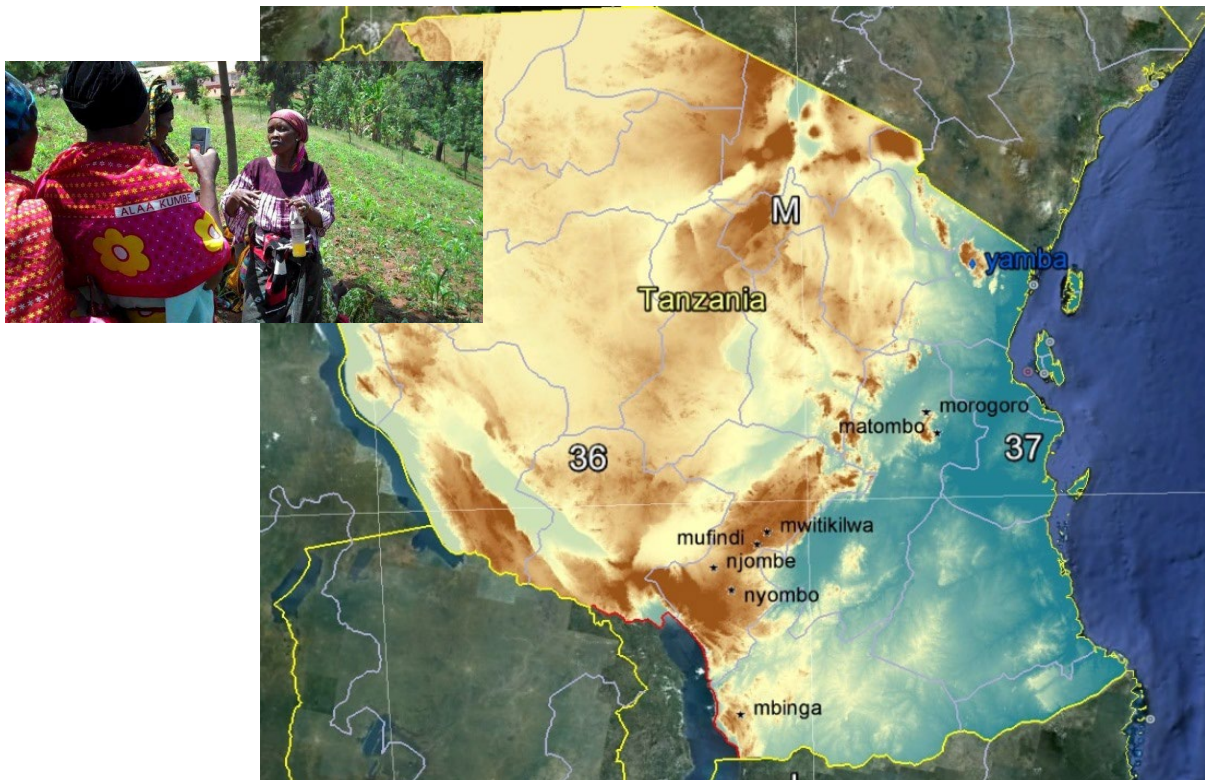 ALAA KUMBE
M
yamba
Tanzania
morogoro
matombo
37
36
mwitikilwa
mufindi
njombe
nyombo
mbinga